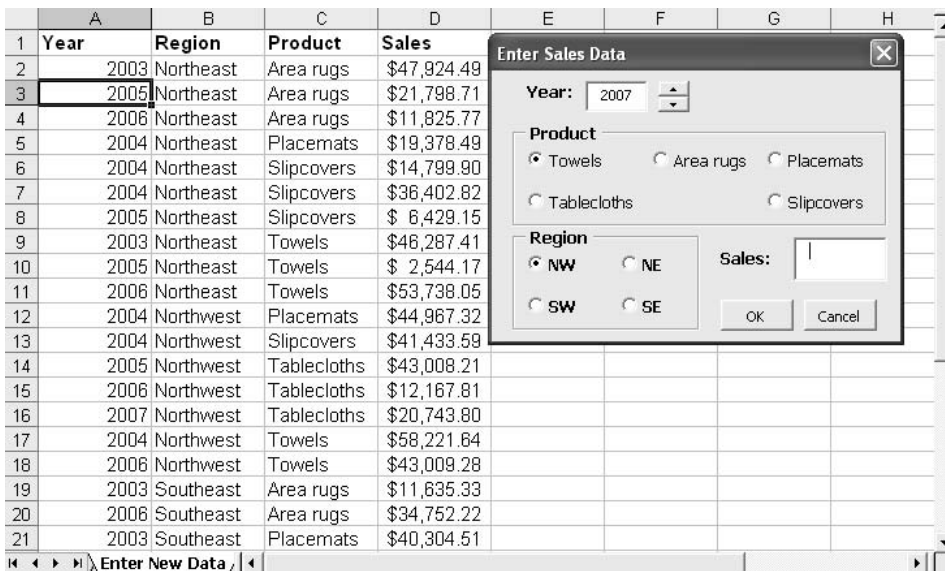 A B C D E F G H
1 Year Region Product Sales
2 2003 Northeast Area rugs $47,924.49
3 2005 Northeast Area rugs $21,798.71
4 2006 Northeast Area rugs $11,825.77
5 2004 Northeast Placemats $19,378.49
6 2004 Northeast Slipcovers $14,799.90
7 2004 Northeast Slipcovers $36,402.82
8 2005 Northeast Slipcovers $ 6,429.15
9 2003 Northeast Towels $46,287.41
10 2005 Northeast Towels $ 2,544.17
11 2006 Northeast Towels $53,738.05
12 2004 Northwest Placemats $44,967.32
13 2004 Northwest Slipcovers $41,433.59
14 2005 Northwest Tablecloths $43,008.21
15 2006 Northwest Tablecloths $12,167.81
16 2007 Northwest Tablecloths $20,743.80
17 2004 Northwest Towels $58,221.64
18 2006 Northwest Towels $43,009.28
19 2003 Southeast Area rugs $11,635.33
20 2006 Southeast Area rugs $34,752.22
21 2003 Southeast Placemats $40,304.51
Enter New Data
Enter Sales Data
Year: 2007
Product
Towels Area rugs Placemats
Tablecloths Slipcovers
Region
NW NE
SW SE
Sales:
OK Cancel